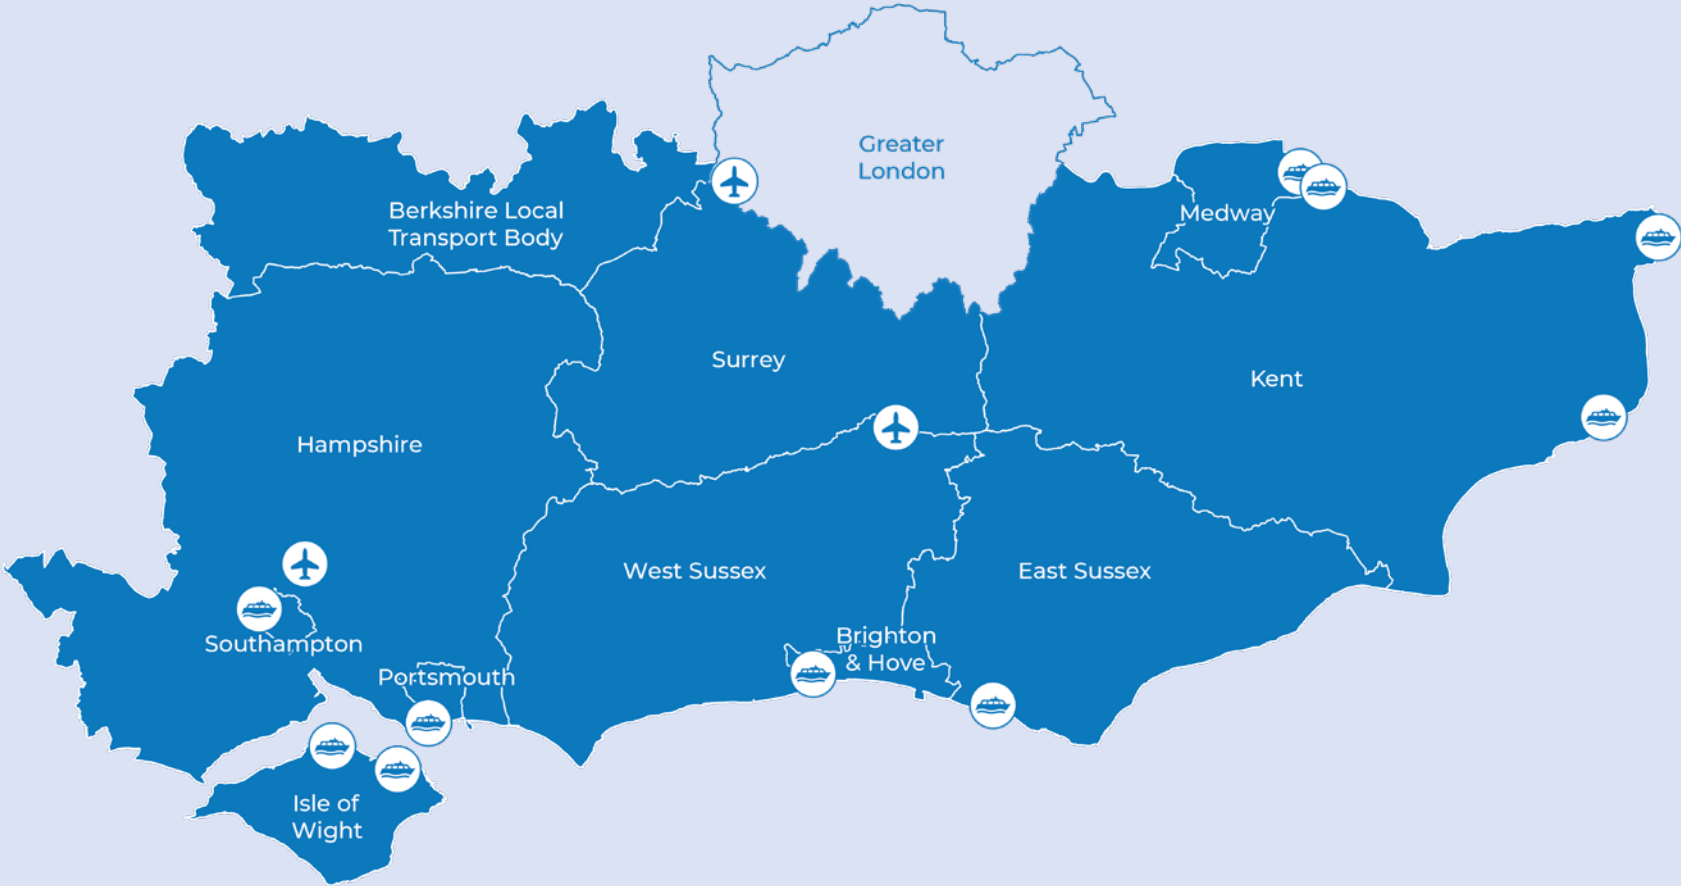 Greater
London
Berkshire Local
Transport Body
Medway
Surrey
Kent
Hampshire
West Sussex
East Sussex
Southampton
Brighton
& Hove
Portsmouth
Isle of
Wight